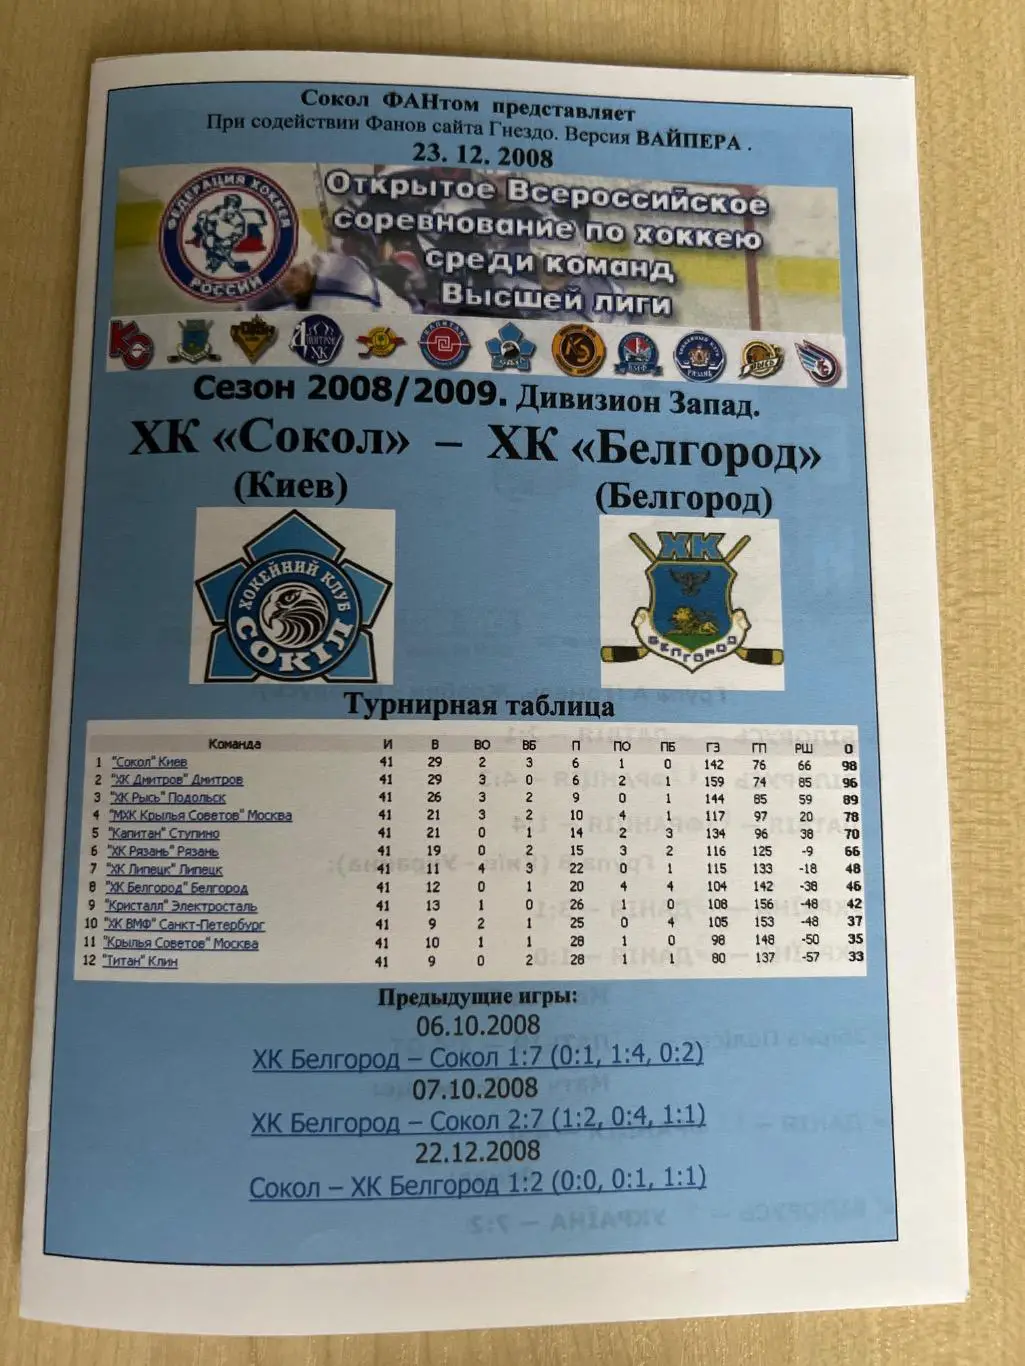 Сокол ФАНтом представляет
При содействии Фанов сайта Гнездо. Версия ВАЙПЕРА .
23. 12. 2008
ФЕДЕРАЦИЯ ХОККЕЯ РОССИИ
Открытое Всероссийское
соревнование по хоккею
среди команд
Высшей лиги
Сезон 2008/2009. Дивизион Запад.
ХК «Сокол» – ХК «Белгород»
(Киев) (Белгород)
ХОКЕЙНИЙ КЛУБ
СОКІЛ
ХК
БЕЛГОРОД
Турнирная таблица
Команда И В ВО ВБ П ПО ПБ ГЗ ГП РШ О
1 "Сокол" Киев 41 29 2 3 6 1 0 142 76 66 98
2 "ХК Дмитров" Дмитров 41 29 3 0 6 2 1 159 74 85 96
3 "ХК Рысь" Подольск 41 26 3 2 9 0 1 144 85 59 89
4 "МХК Крылья Советов" Москва 41 21 3 2 10 4 1 117 97 20 78
5 "Капитан" Ступино 41 21 0 1 14 2 3 134 96 38 70
6 "ХК Рязань" Рязань 41 19 0 2 15 3 2 116 125 -9 66
7 "ХК Липецк" Липецк 41 11 4 3 22 0 1 115 133 -18 48
8 "ХК Белгород" Белгород 41 12 0 1 20 4 4 104 142 -38 46
9 "Кристалл" Электросталь 41 13 1 0 26 1 0 108 156 -48 42
10 "ХК ВМФ" Санкт-Петербург 41 9 2 1 25 0 4 105 153 -48 37
11 "Крылья Советов" Москва 41 10 1 1 28 1 0 98 148 -50 35
12 "Титан" Клин 41 9 0 2 28 1 1 80 137 -57 33
Предыдущие игры:
06.10.2008
ХК Белгород – Сокол 1:7 (0:1, 1:4, 0:2)
07.10.2008
ХК Белгород – Сокол 2:7 (1:2, 0:4, 1:1)
22.12.2008
Сокол – ХК Белгород 1:2 (0:0, 0:1, 1:1)